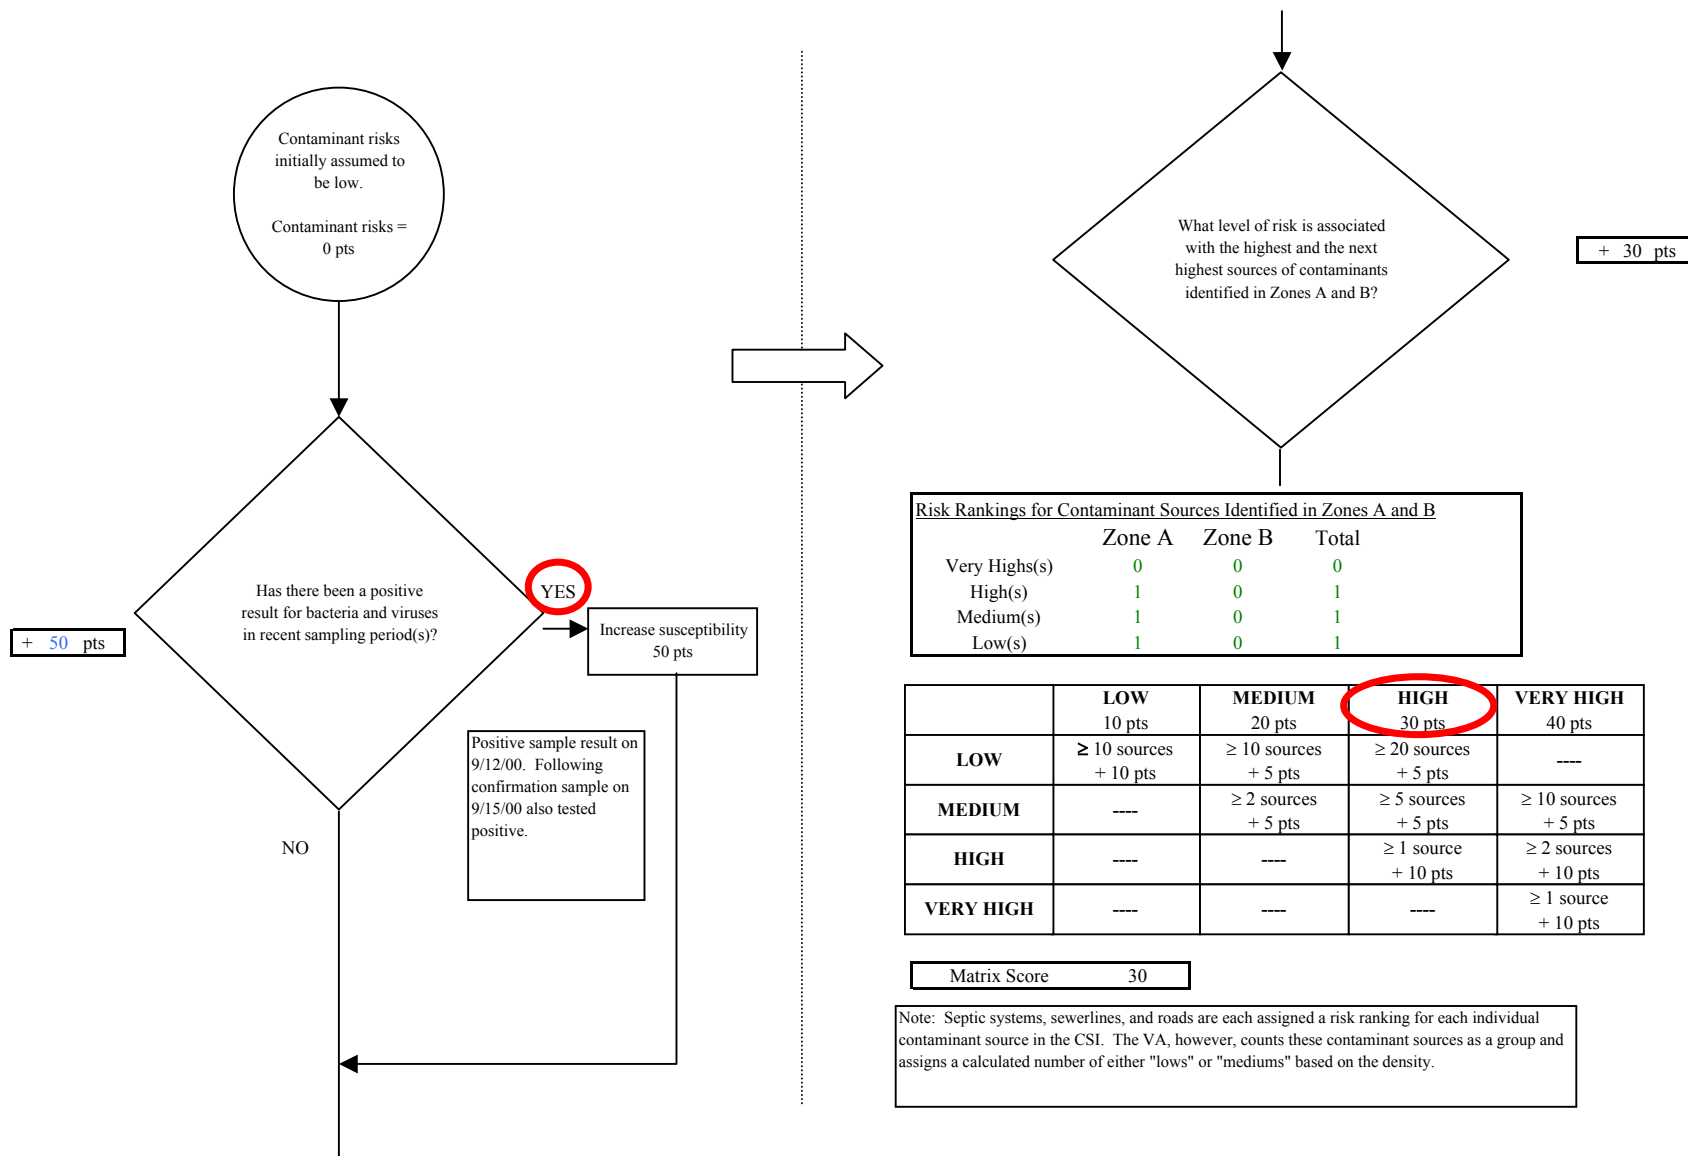 Contaminant risks
initially assumed to
be low.
Contaminant risks =
0 pts
Has there been a positive
result for bacteria and viruses
in recent sampling period(s)?
+ 50 pts
YES
Increase susceptibility
50 pts
Positive sample result on
9/12/00. Following
confirmation sample on
9/15/00 also tested
positive.
NO
What level of risk is associated
with the highest and the next
highest sources of contaminants
identified in Zones A and B?
+ 30 pts
Risk Rankings for Contaminant Sources Identified in Zones A and B
Zone A Zone B Total
Very Highs(s) 0 0 0
High(s) 1 0 1
Medium(s) 1 0 1
Low(s) 1 0 1
LOW MEDIUM HIGH VERY HIGH
10 pts 20 pts 30 pts 40 pts
LOW ≥ 10 sources ≥ 10 sources ≥ 20 sources ----
+ 10 pts + 5 pts + 5 pts
MEDIUM ---- ≥ 2 sources ≥ 5 sources ≥ 10 sources
+ 5 pts + 5 pts + 5 pts
HIGH ---- ---- ≥ 1 source ≥ 2 sources
+ 10 pts + 10 pts
VERY HIGH ---- ---- ---- ≥ 1 source
+ 10 pts
Matrix Score 30
Note: Septic systems, sewerlines, and roads are each assigned a risk ranking for each individual
contaminant source in the CSI. The VA, however, counts these contaminant sources as a group and
assigns a calculated number of either "lows" or "mediums" based on the density.